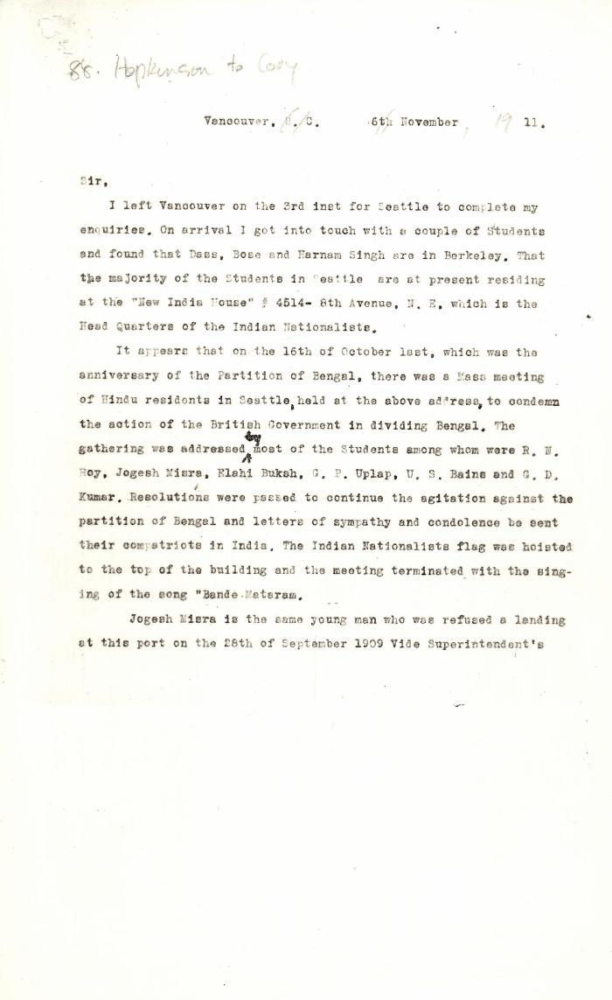 88. Hopkinson to Cory
Vancouver, B. C. 6th November, 19 11.
Sir,
I left Vancouver on the 3rd inst for Seattle to complete my
enquiries. On arrival I got into touch with a couple of Students
and found that Dass, Bose and Harnam Singh are in Berkeley. That
the majority of the Students in Seattle are at present residing
at the "New India House" # 4514- 8th Avenue, N. E. which is the
Head Quarters of the Indian Nationalists.
It appears that on the 16th of October last, which was the
anniversary of the Partition of Bengal, there was a Mass meeting
of Hindu residents in Seattle, held at the above address, to condemn
the action of the British Government in dividing Bengal. The
gathering was addressed by most of the Students among whom were R. N.
Roy, Jogesh Misra, Elahi Buksh, G. P. Uplap, U. S. Bains and G. D.
Kumar. Resolutions were passed to continue the agitation against the
partition of Bengal and letters of sympathy and condolence be sent
their compatriots in India. The Indian Nationalists flag was hoisted
to the top of the building and the meeting terminated with the sing-
ing of the song "Bande Mataram.
Jogesh Misra is the same young man who was refused a landing
at this port on the 28th of September 1909 Vide Superintendent's